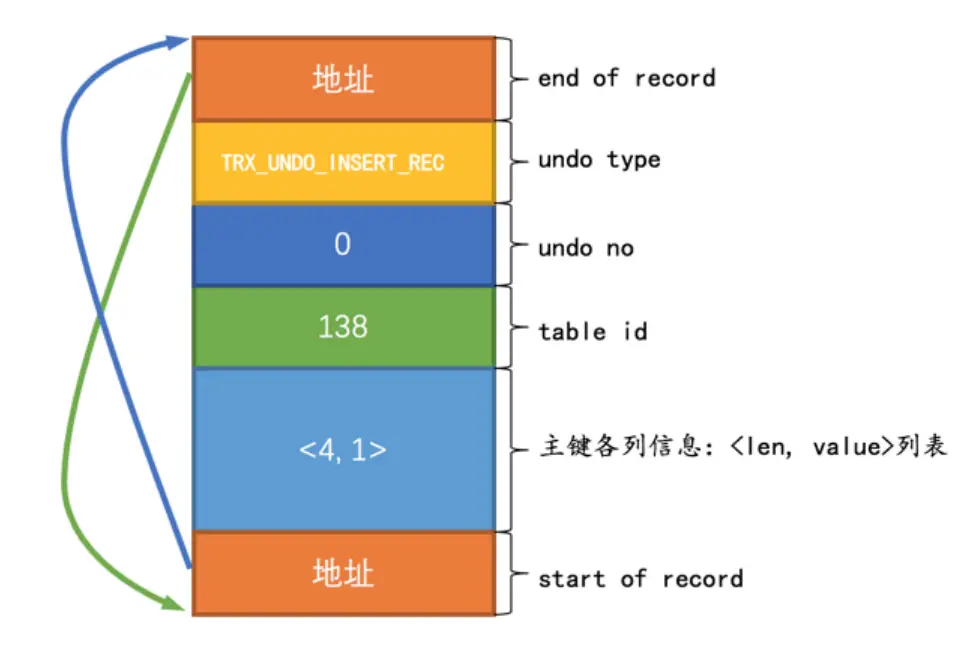 地址
end of record
TRX_UNDO_INSERT_REC
undo type
0
undo no
138
table id
<4, 1>
主键各列信息: <len, value>列表
地址
start of record